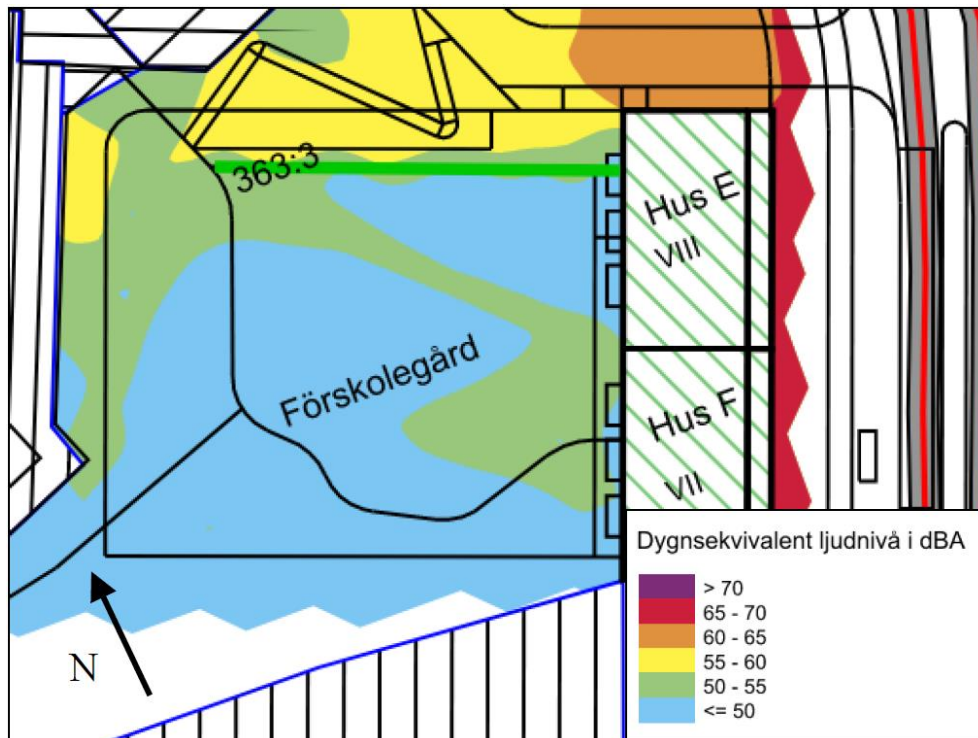 363:3
Hus E
VIII
Förskolegård
Hus F
VII
N
Dygnsekvivalent ljudnivå i dBA
> 70
65 - 70
60 - 65
55 - 60
50 - 55
<= 50